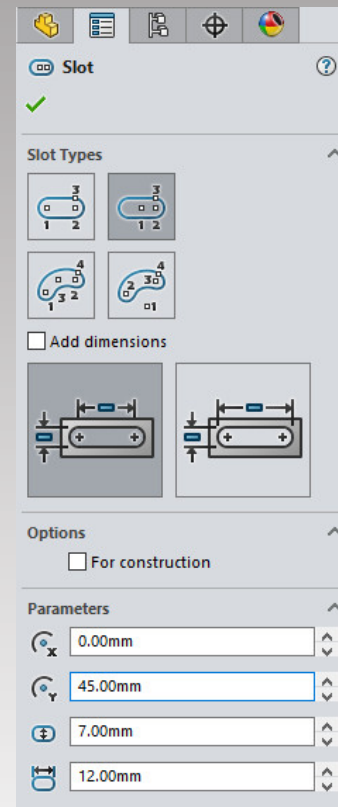 Slot
?
Slot Types
3
1 2
3
1 2
4
1 3 2
4
2 3
1
Add dimensions
Options
For construction
Parameters
x
0.00mm
Y
45.00mm
7.00mm
12.00mm